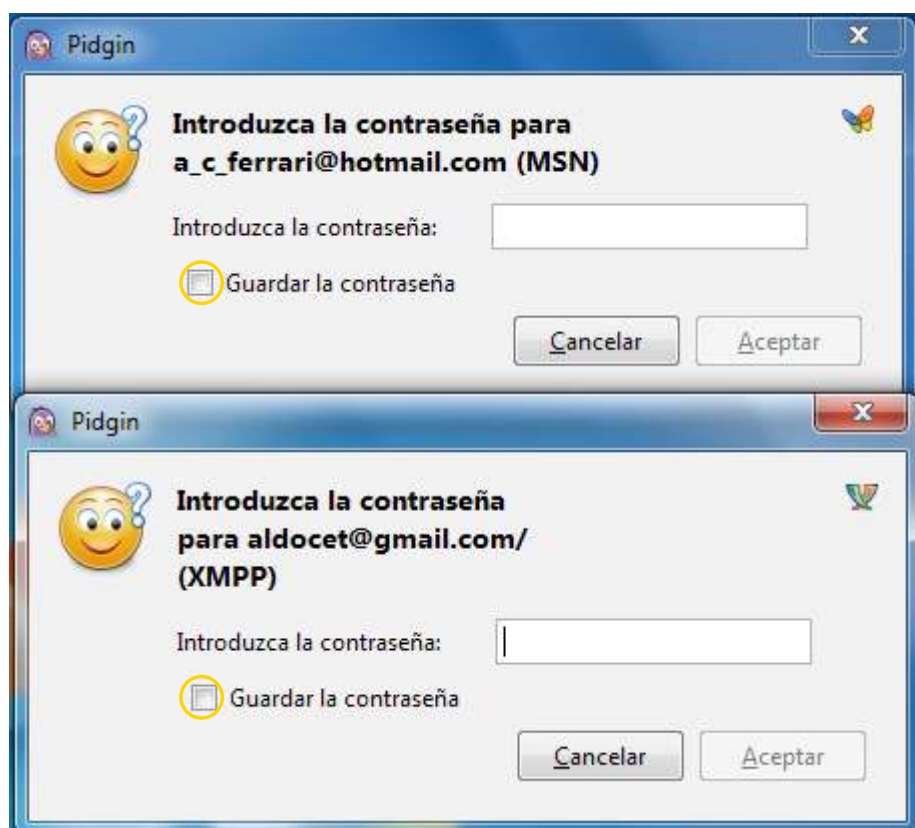 Pidgin
Introduzca la contraseña para
a_c_ferrari@hotmail.com (MSN)
Introduzca la contraseña:
Guardar la contraseña
Cancelar Aceptar
Pidgin
Introduzca la contraseña
para aldocet@gmail.com/
(XMPP)
Introduzca la contraseña:
Guardar la contraseña
Cancelar Aceptar